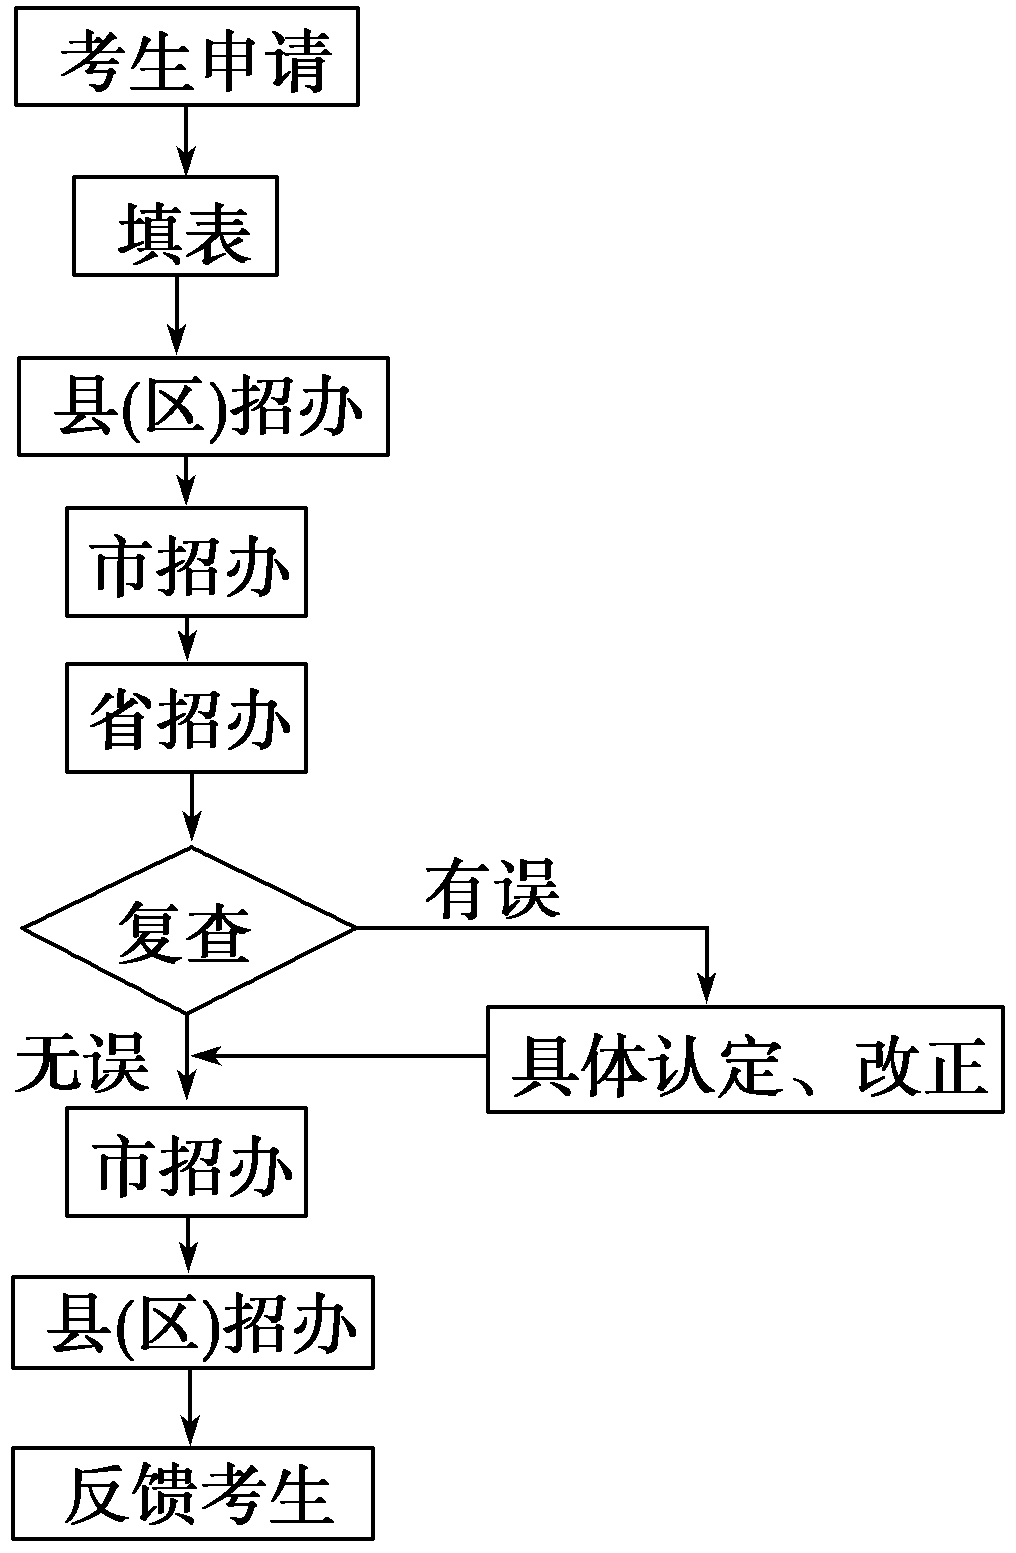 考生申请
填表
县(区)招办
市招办
省招办
复查
有误
无误
具体认定、改正
市招办
县(区)招办
反馈考生